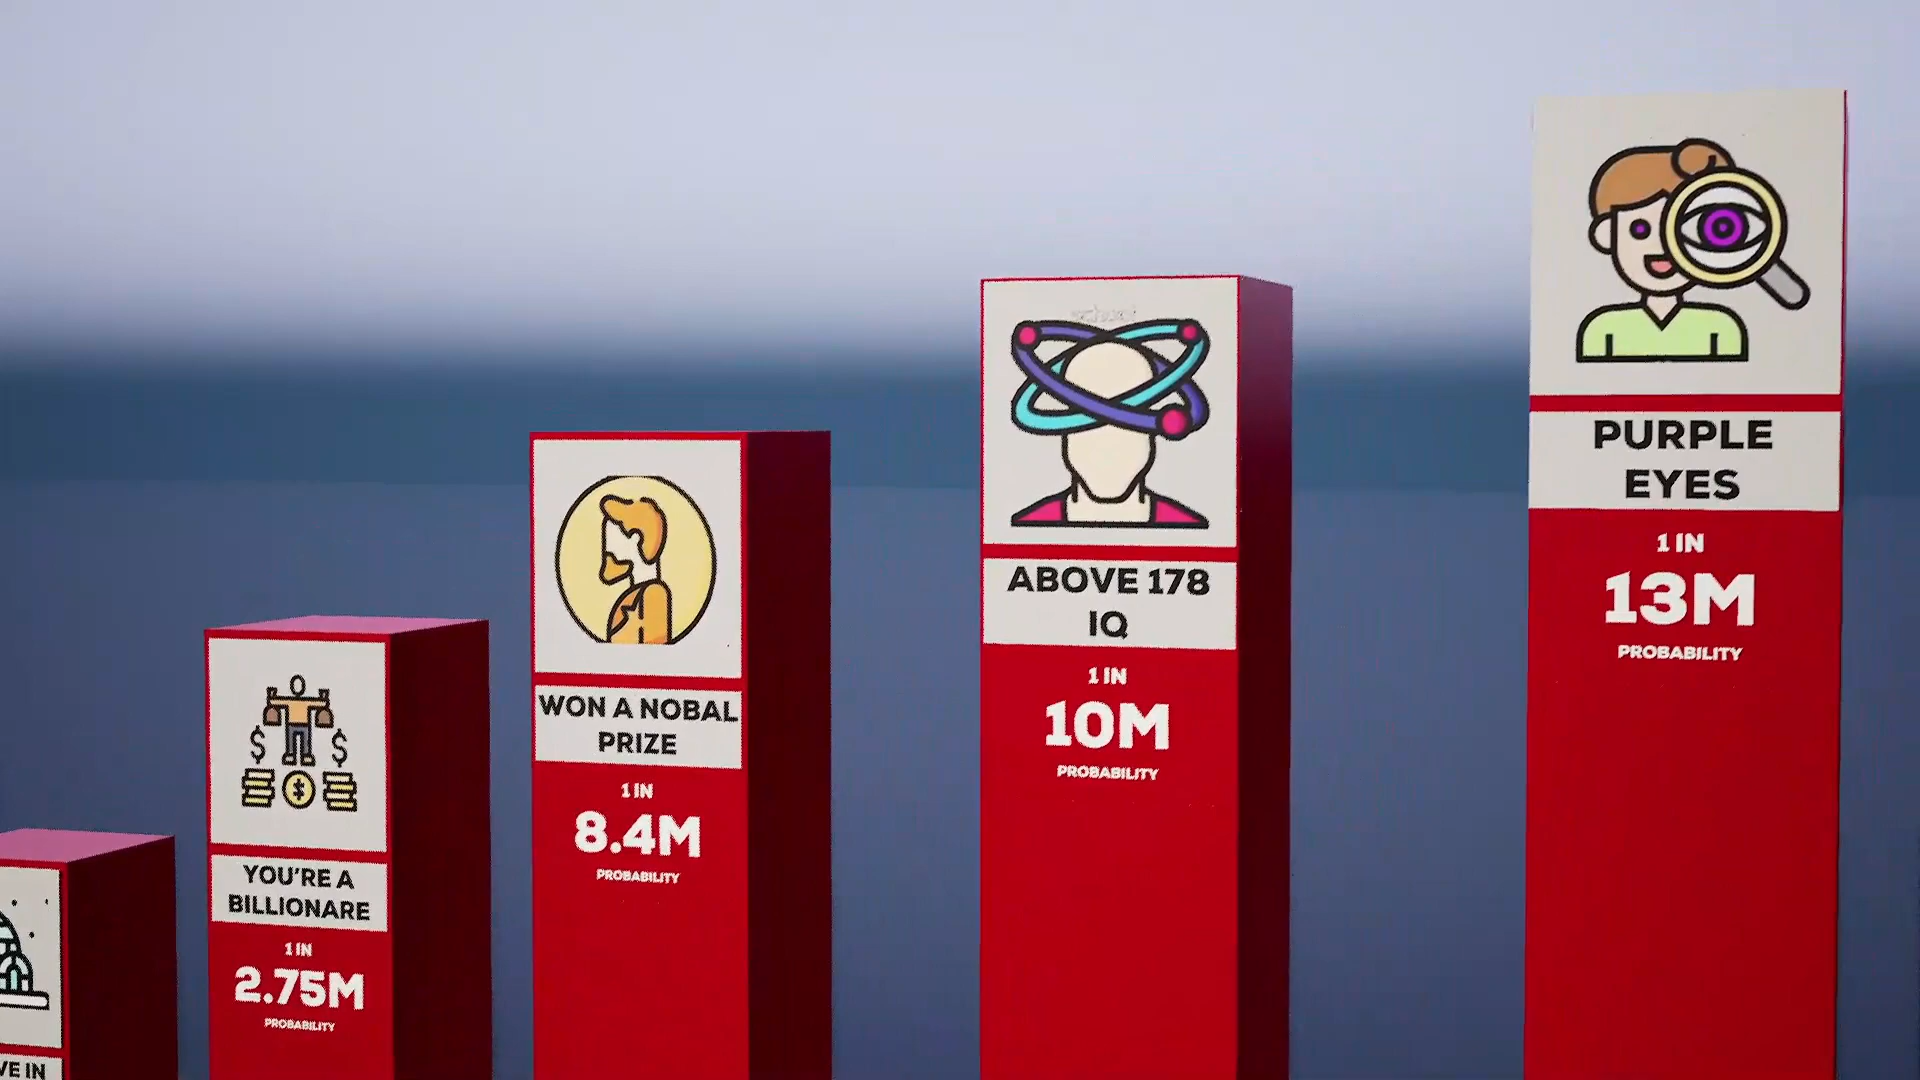 VE IN
YOU'RE A
BILLIONARE
1 IN
2.75M
PROBABILITY
WON A NOBAL
PRIZE
1 IN
8.4M
PROBABILITY
ABOVE 178
IQ
1 IN
10M
PROBABILITY
PURPLE
EYES
1 IN
13M
PROBABILITY